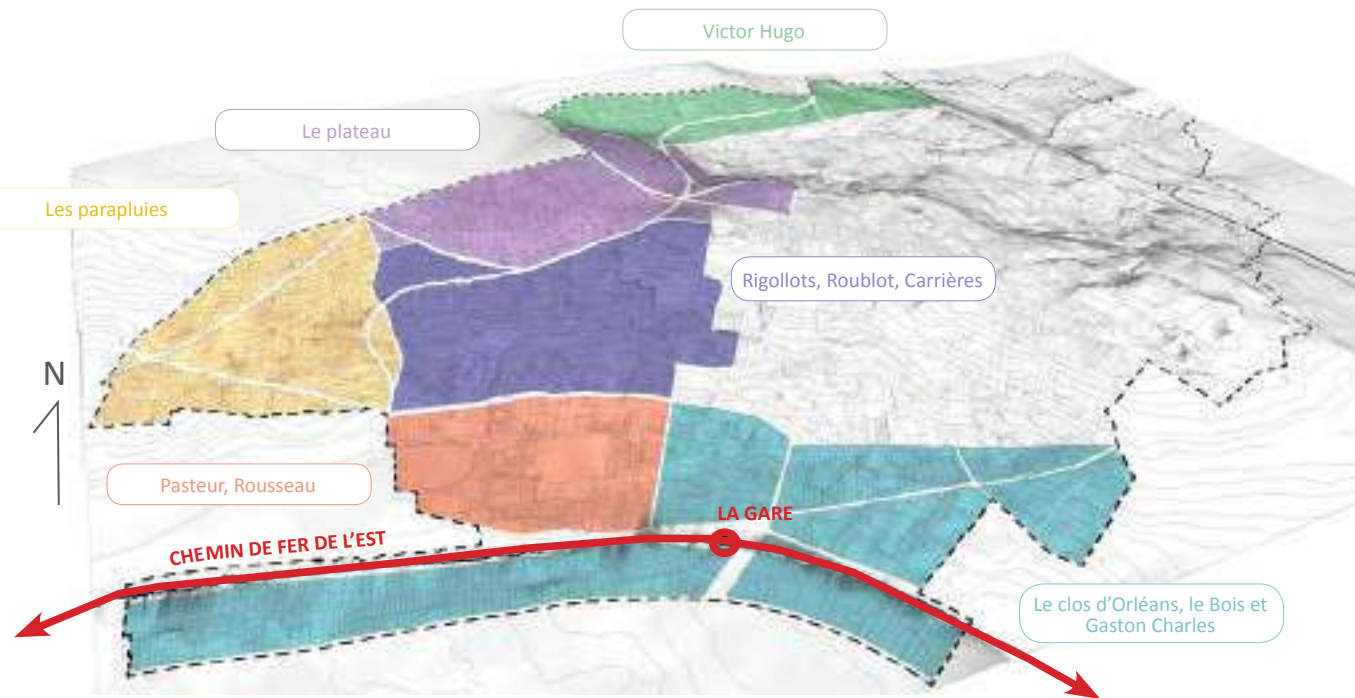 Victor Hugo
Le plateau
Les parapluies
Rigollots, Roublot, Carrières
N
Pasteur, Rousseau
LA GARE
CHEMIN DE FER DE L’EST
Le clos d’Orléans, le Bois et
Gaston Charles